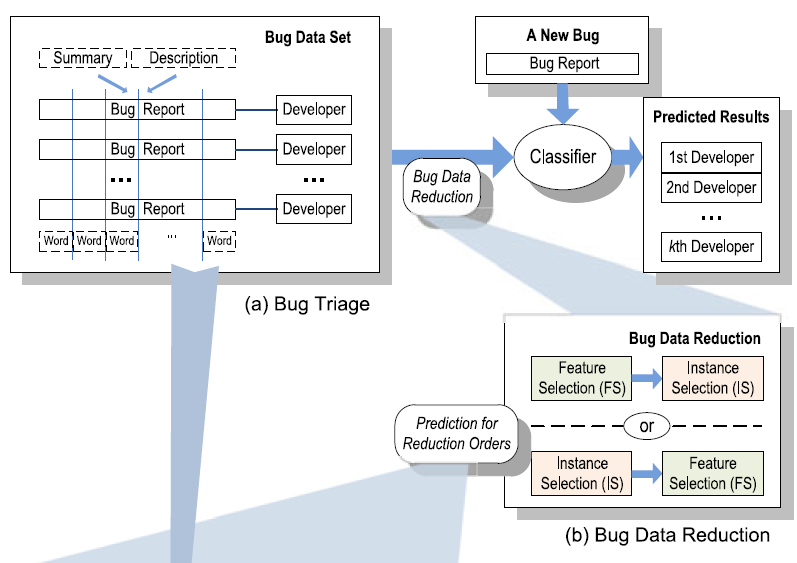 Bug Data Set
Summary
Description
Bug Report
Developer
Bug Report
Developer
...
...
Bug Report
Developer
Word
Word
Word
...
Word
(a) Bug Triage
A New Bug
Bug Report
Classifier
Bug Data
Reduction
Predicted Results
1st Developer
2nd Developer
...
kth Developer
Bug Data Reduction
Feature
Selection (FS)
Instance
Selection (IS)
or
Instance
Selection (IS)
Feature
Selection (FS)
Prediction for
Reduction Orders
(b) Bug Data Reduction